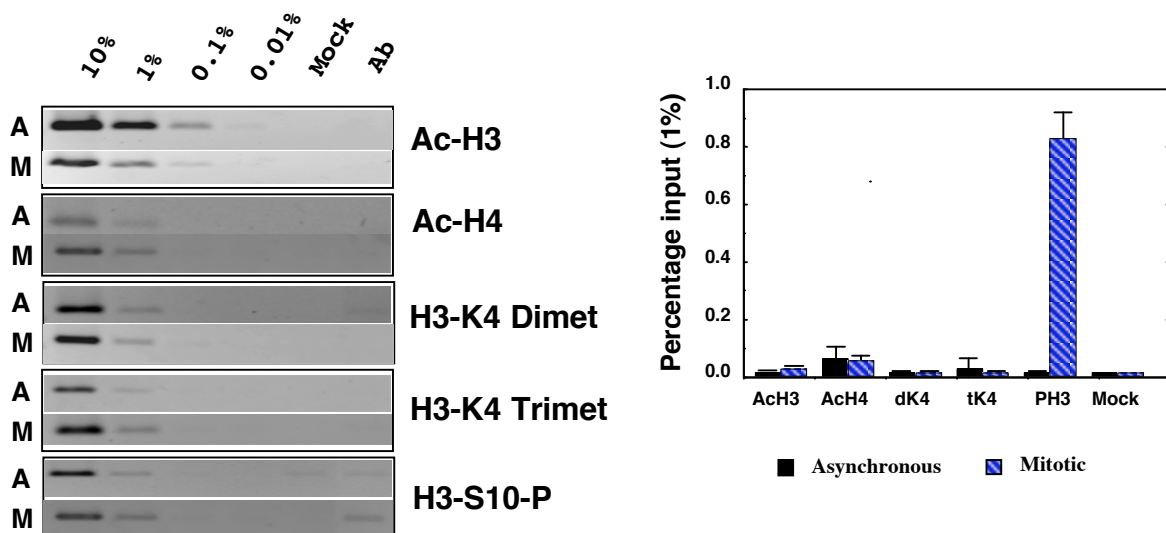 10% 1% 0.1% 0.01% Mock Ab
A
Ac-H3
M
A
Ac-H4
M
A
H3-K4 Dimet
M
A
H3-K4 Trimet
M
A
H3-S10-P
M
Percentage input (1%)
1.0
0.8
0.6
0.4
0.2
0.0
AcH3 AcH4 dK4 tK4 PH3 Mock
Asynchronous Mitotic